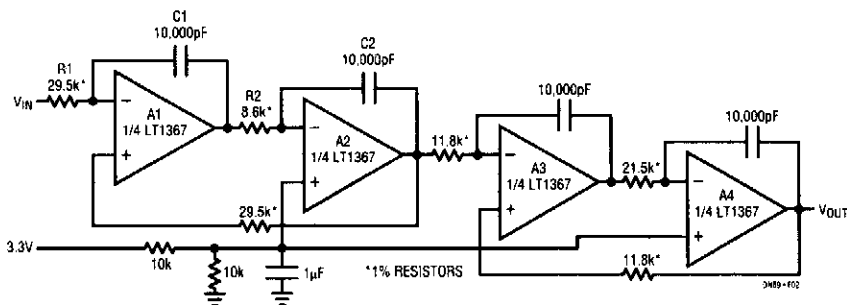 C1
10,000pF
R1
29.5k*
VIN
A1
1/4 LT1367
R2
8.6k*
C2
10,000pF
A2
1/4 LT1367
29.5k*
11.8k*
10,000pF
A3
1/4 LT1367
21.5k*
10,000pF
A4
1/4 LT1367
VOUT
11.8k*
3.3V
10k
10k
1µF
*1% RESISTORS
DN89 • F02
− + − + − + − +